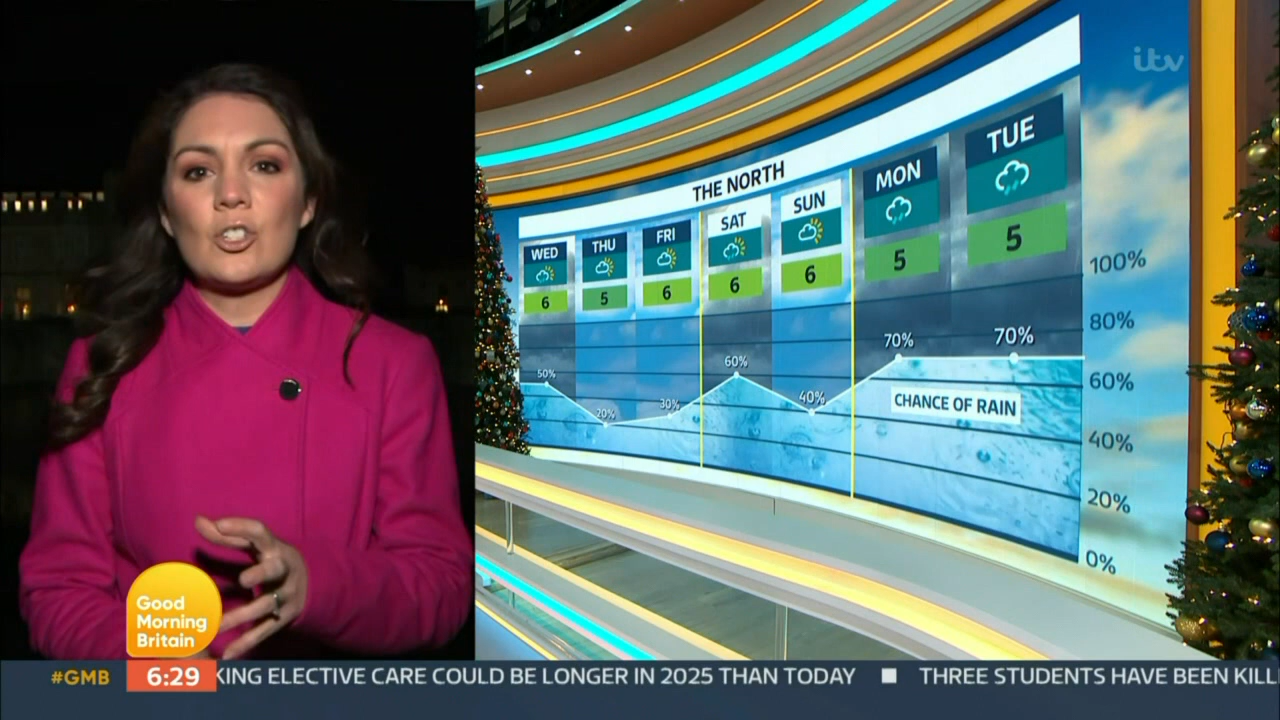 itv
THE NORTH
WED THU FRI SAT SUN MON TUE
6 5 6 6 6 5 5
50% 20% 30% 60% 40% 70% 70%
CHANCE OF RAIN
100%
80%
60%
40%
20%
0%
Good
Morning
Britain
#GMB 6:29 KING ELECTIVE CARE COULD BE LONGER IN 2025 THAN TODAY ■ THREE STUDENTS HAVE BEEN KILL